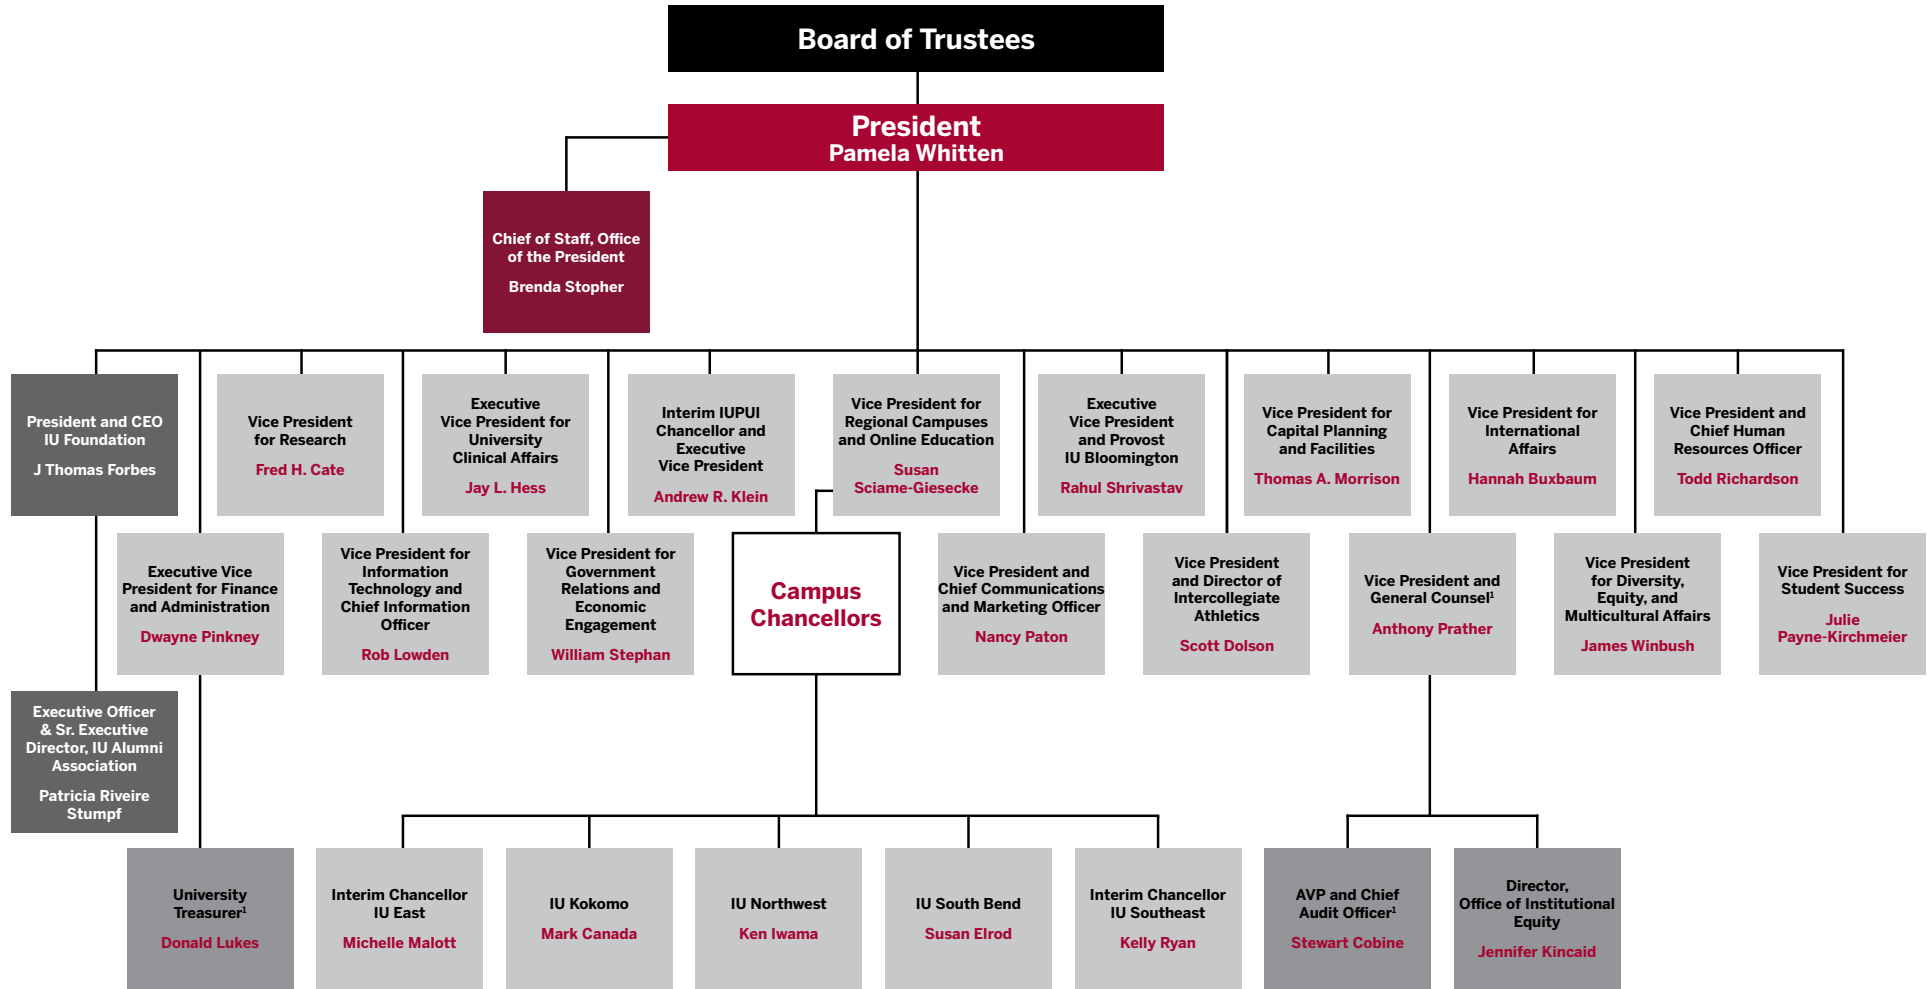 Board of Trustees
President
Pamela Whitten
Chief of Staff, Office
of the President
Brenda Stopher
President and CEO
IU Foundation
J Thomas Forbes
Vice President
for Research
Fred H. Cate
Executive
Vice President for
University
Clinical Affairs
Jay L. Hess
Interim IUPUI
Chancellor and
Executive
Vice President
Andrew R. Klein
Vice President for
Regional Campuses
and Online Education
Susan
Sciame-Giesecke
Executive
Vice President
and Provost
IU Bloomington
Rahul Shrivastav
Vice President for
Capital Planning
and Facilities
Thomas A. Morrison
Vice President for
International
Affairs
Hannah Buxbaum
Vice President and
Chief Human
Resources Officer
Todd Richardson
Executive Vice
President for Finance
and Administration
Dwayne Pinkney
Vice President for
Information
Technology and
Chief Information
Officer
Rob Lowden
Vice President for
Government
Relations and
Economic
Engagement
William Stephan
Campus
Chancellors
Vice President and
Chief Communications
and Marketing Officer
Nancy Paton
Vice President
and Director of
Intercollegiate
Athletics
Scott Dolson
Vice President and
General Counsel¹
Anthony Prather
Vice President
for Diversity,
Equity, and
Multicultural Affairs
James Winbush
Vice President for
Student Success
Julie
Payne-Kirchmeier
Executive Officer
& Sr. Executive
Director, IU Alumni
Association
Patricia Riveire
Stumpf
University
Treasurer¹
Donald Lukes
Interim Chancellor
IU East
Michelle Malott
IU Kokomo
Mark Canada
IU Northwest
Ken Iwama
IU South Bend
Susan Elrod
Interim Chancellor
IU Southeast
Kelly Ryan
AVP and Chief
Audit Officer¹
Stewart Cobine
Director,
Office of Institutional
Equity
Jennifer Kincaid